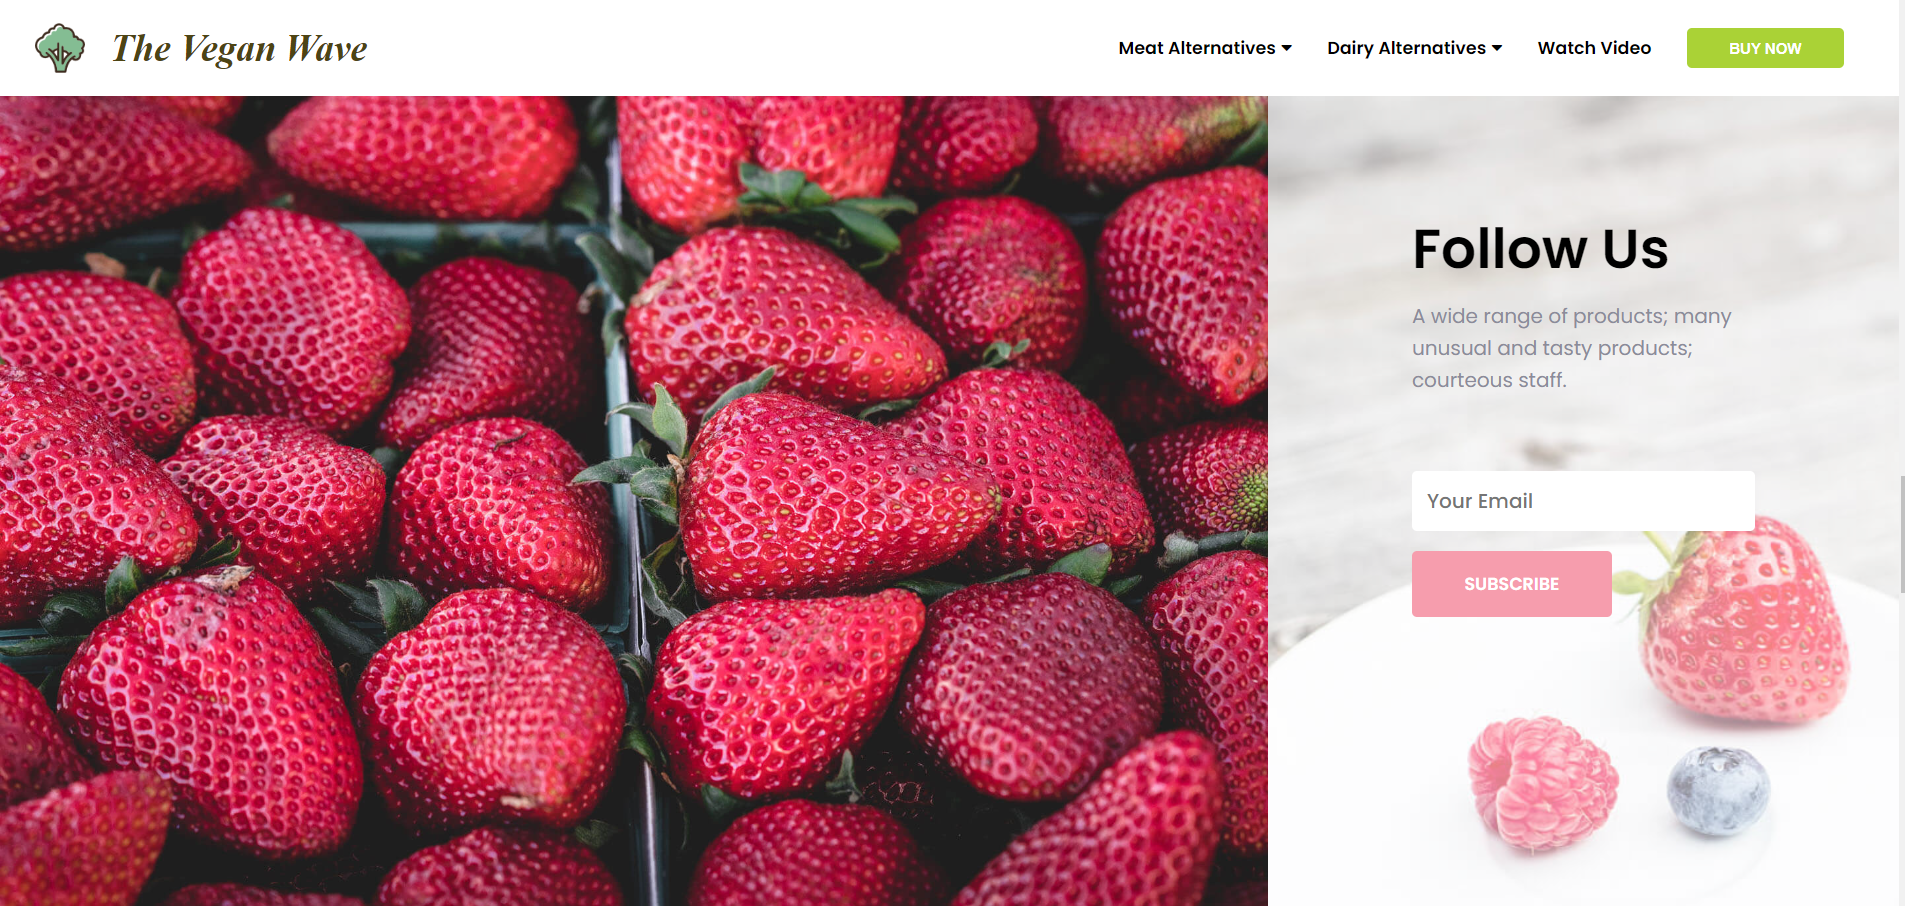 The Vegan Wave
Meat Alternatives
Dairy Alternatives
Watch Video
BUY NOW
Follow Us
A wide range of products; many
unusual and tasty products;
courteous staff.
Your Email
SUBSCRIBE